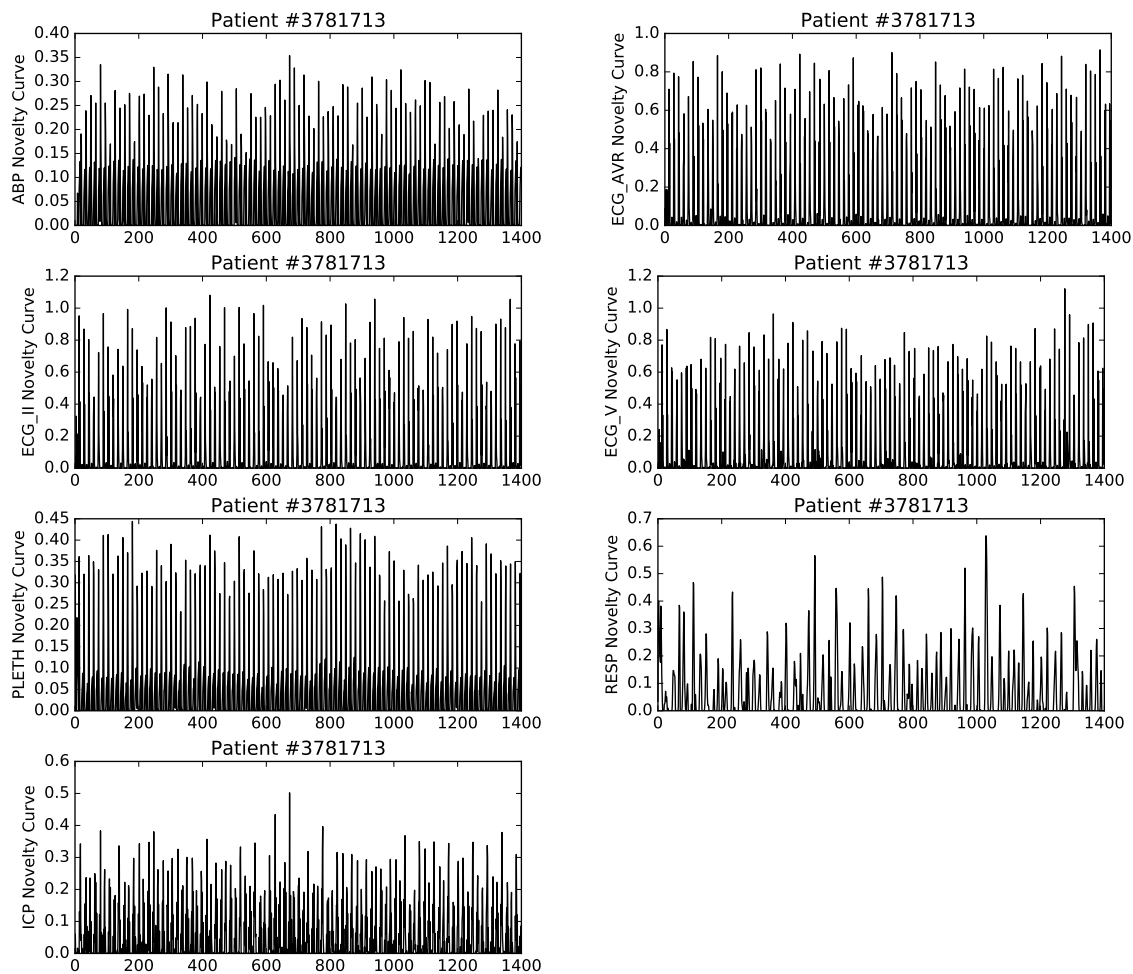 Patient #3781713
ABP Novelty Curve
0.40
0.35
0.30
0.25
0.20
0.15
0.10
0.05
0.00
0 200 400 600 800 1000 1200 1400
Patient #3781713
ECG_AVR Novelty Curve
1.0
0.8
0.6
0.4
0.2
0.0
0 200 400 600 800 1000 1200 1400
Patient #3781713
ECG_II Novelty Curve
1.2
1.0
0.8
0.6
0.4
0.2
0.0
0 200 400 600 800 1000 1200 1400
Patient #3781713
ECG_V Novelty Curve
1.2
1.0
0.8
0.6
0.4
0.2
0.0
0 200 400 600 800 1000 1200 1400
Patient #3781713
PLETH Novelty Curve
0.45
0.40
0.35
0.30
0.25
0.20
0.15
0.10
0.05
0.00
0 200 400 600 800 1000 1200 1400
Patient #3781713
RESP Novelty Curve
0.7
0.6
0.5
0.4
0.3
0.2
0.1
0.0
0 200 400 600 800 1000 1200 1400
Patient #3781713
ICP Novelty Curve
0.6
0.5
0.4
0.3
0.2
0.1
0.0
0 200 400 600 800 1000 1200 1400